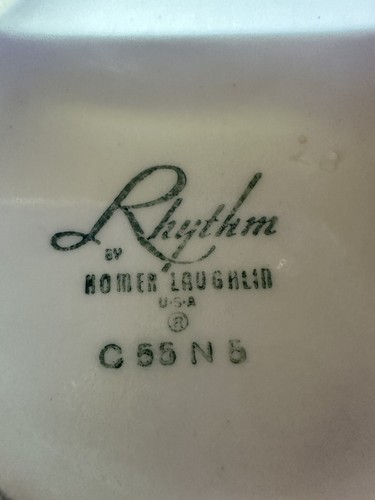 Rhythm
BY
HOMER LAUGHLIN
U·S·A
®
C 55 N 5